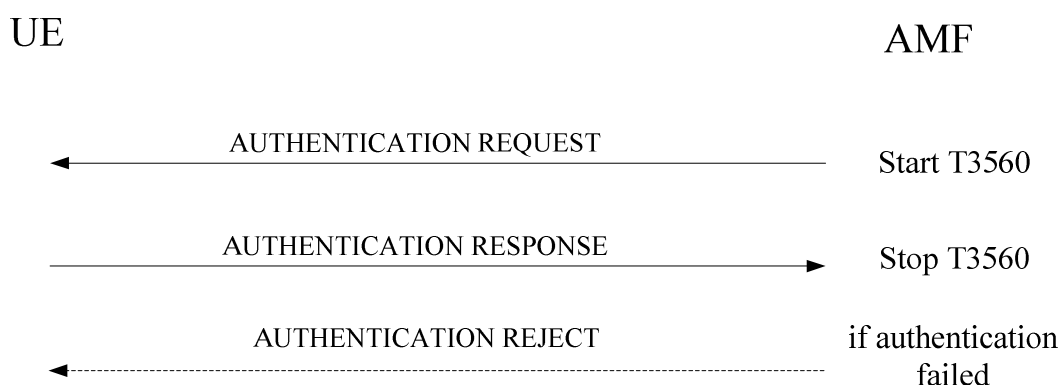 UE
AMF
AUTHENTICATION REQUEST
Start T3560
AUTHENTICATION RESPONSE
Stop T3560
AUTHENTICATION REJECT
if authentication
failed